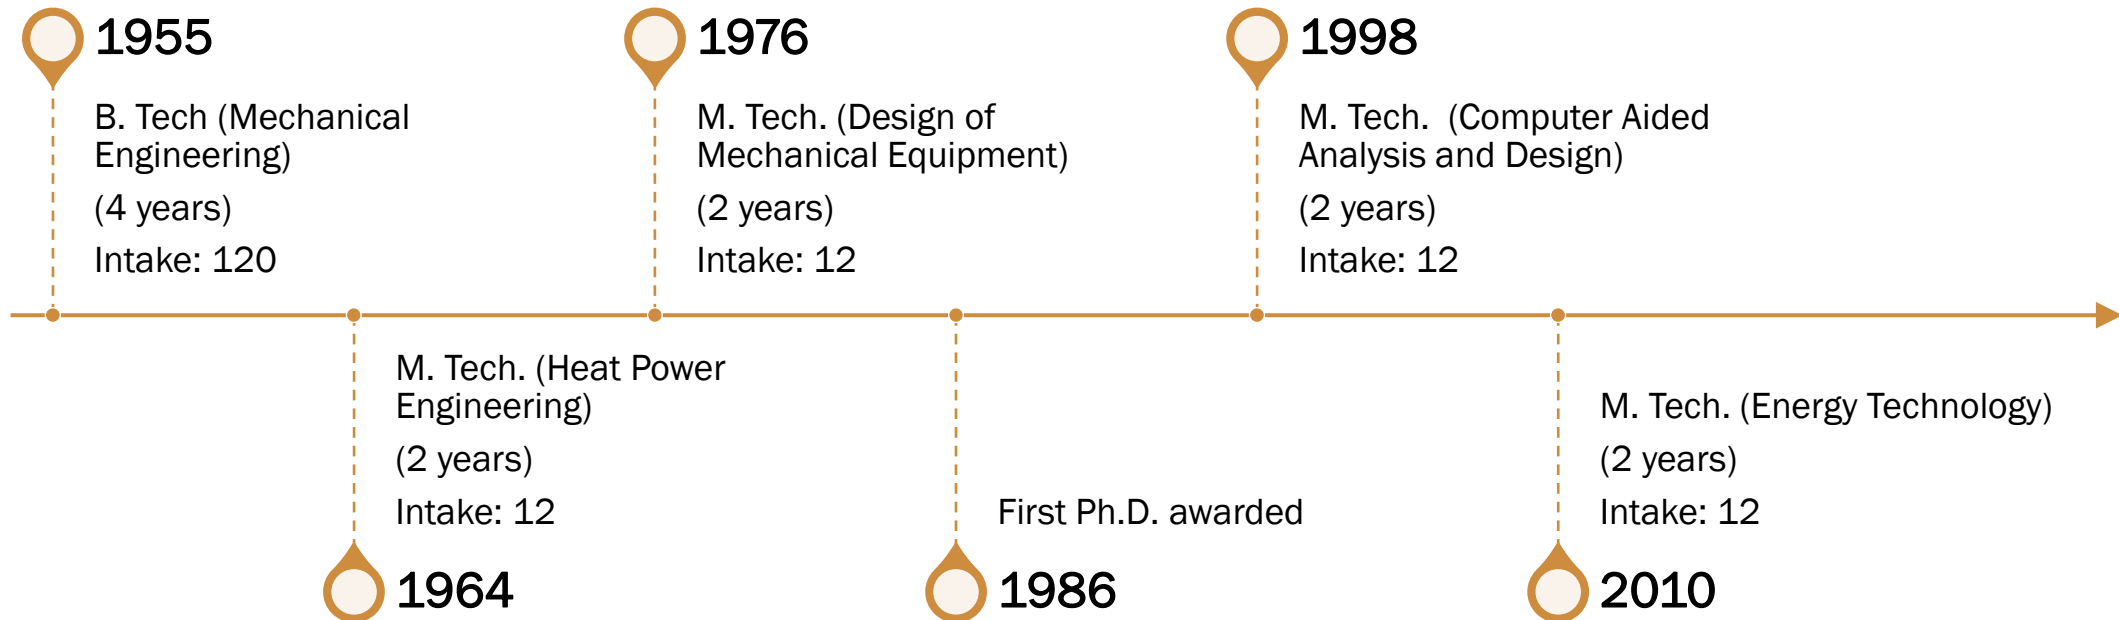 1955
B. Tech (Mechanical
Engineering)
(4 years)
Intake: 120
M. Tech. (Heat Power
Engineering)
(2 years)
Intake: 12
1964
1976
M. Tech. (Design of
Mechanical Equipment)
(2 years)
Intake: 12
First Ph.D. awarded
1986
1998
M. Tech.  (Computer Aided
Analysis and Design)
(2 years)
Intake: 12
M. Tech. (Energy Technology)
(2 years)
Intake: 12
2010